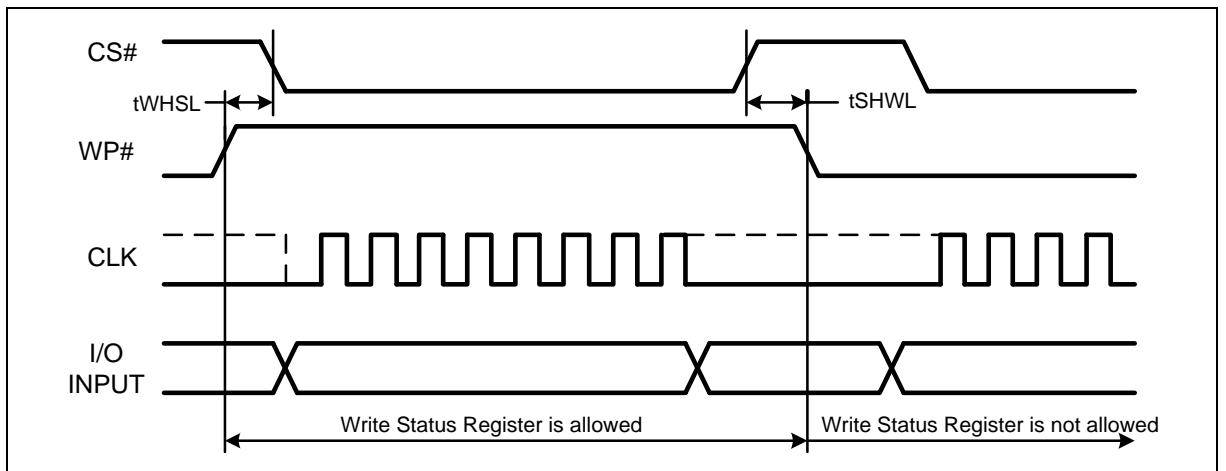 CS#
tWHSL
tSHWL
WP#
CLK
I/O
INPUT
Write Status Register is allowed
Write Status Register is not allowed